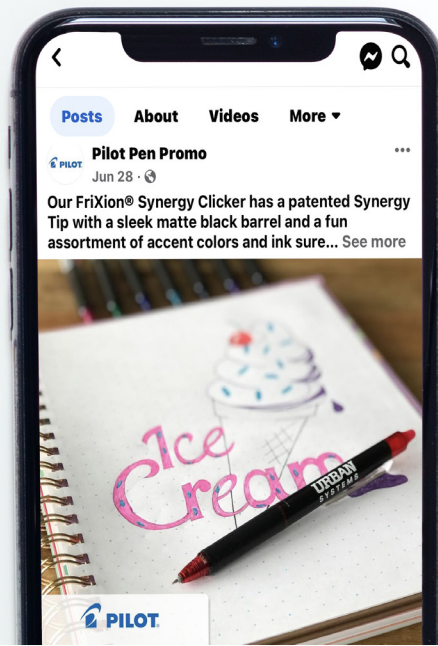 Posts About Videos More
PILOT
Pilot Pen Promo
Jun 28 ·
Our FriXion® Synergy Clicker has a patented Synergy
Tip with a sleek matte black barrel and a fun
assortment of accent colors and ink sure... See more
Ice
Cream
URBAN
SYSTEMS
PILOT